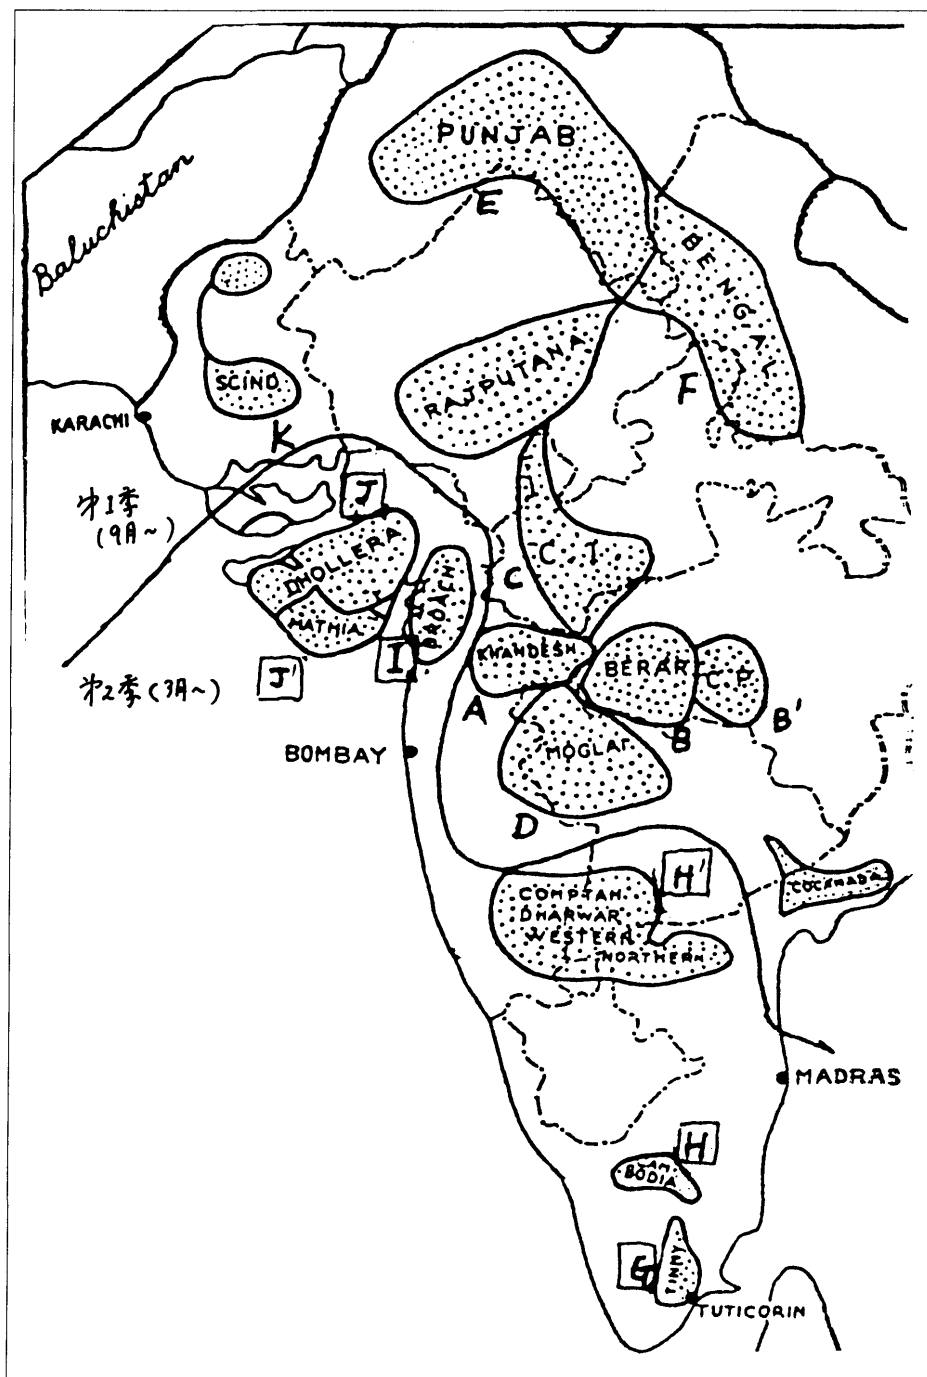 PUNJAB
Baluchistan
E
BENGAL
SCIND
RAJPUTANA
F
KARACHI
K
第1季
(9月~)
J
DHOLLERA
C I
C
BROACH
MATHIA
KHANDESH
BERAR
C P
I
J'
第2季(3月~)
A
B
B'
BOMBAY
MOGLAI
D
H'
COCANADA
COMPTAH
DHARWAR
WESTERN
NORTHERN
MADRAS
H
CAM
BODIA
G
TINNY
TUTICORIN